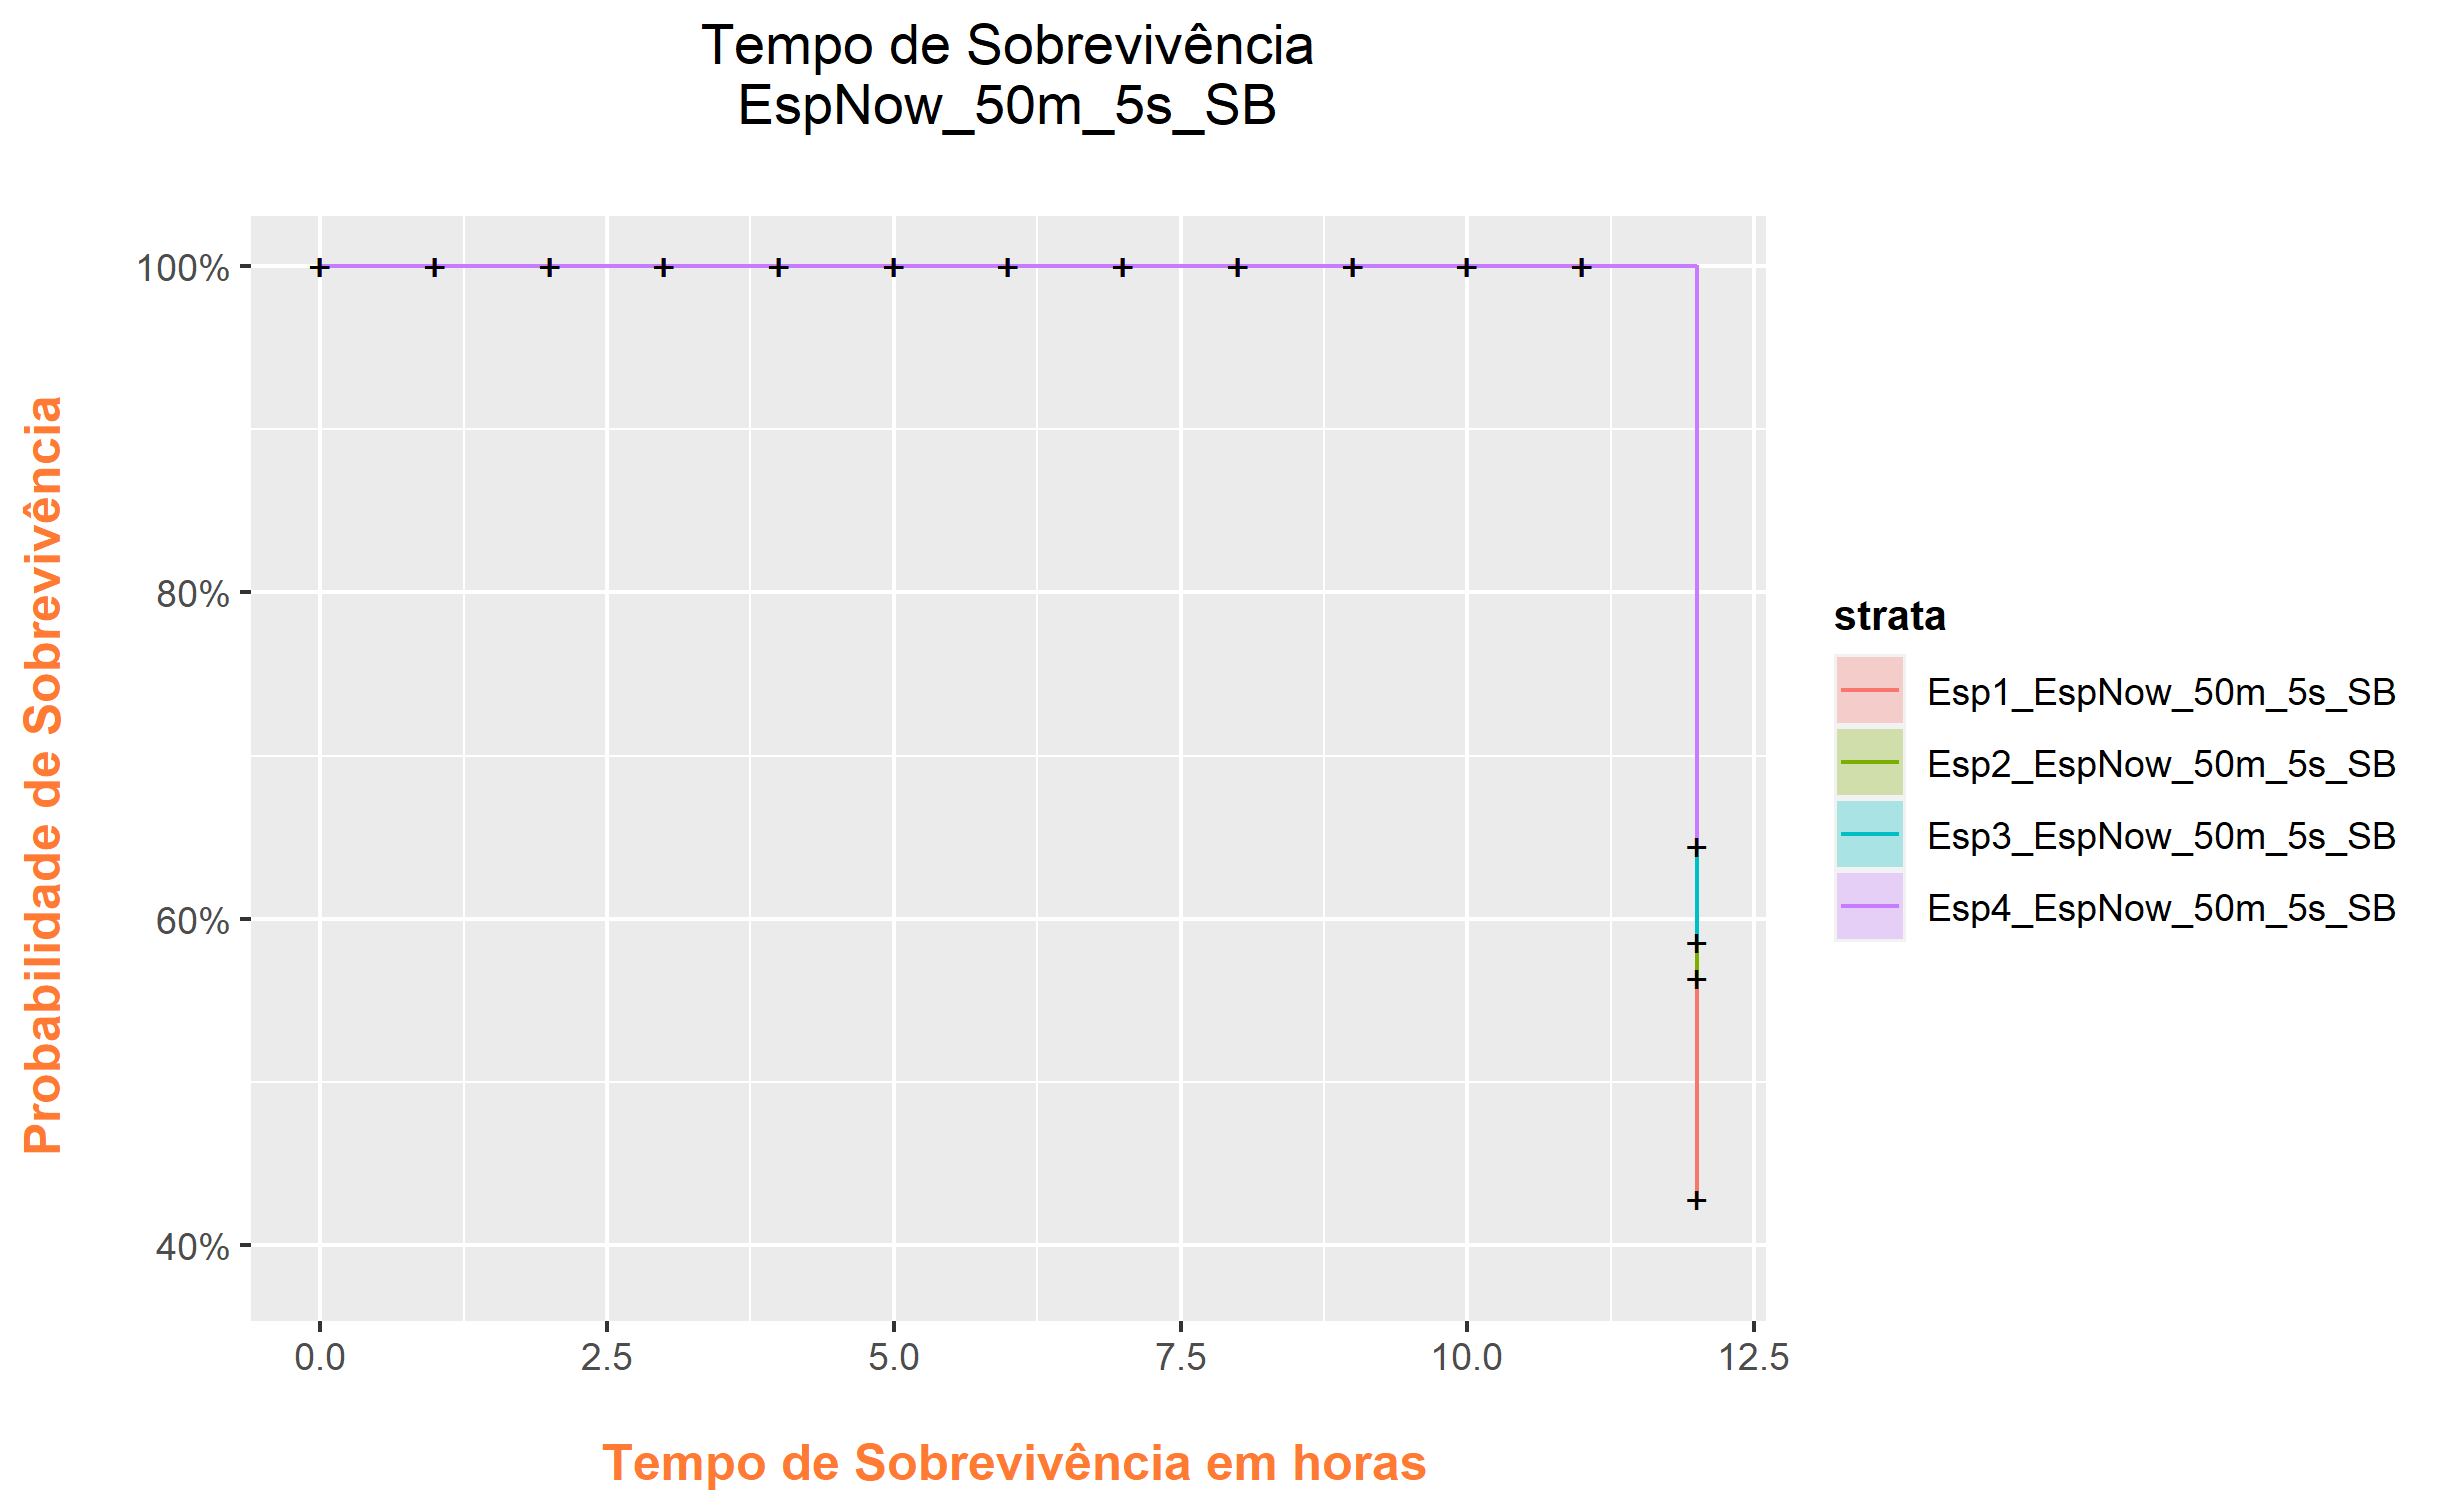 Tempo de Sobrevivência
EspNow_50m_5s_SB
Probabilidade de Sobrevivência
100%
80%
60%
40%
0.0 2.5 5.0 7.5 10.0 12.5
Tempo de Sobrevivência em horas
strata
Esp1_EspNow_50m_5s_SB
Esp2_EspNow_50m_5s_SB
Esp3_EspNow_50m_5s_SB
Esp4_EspNow_50m_5s_SB